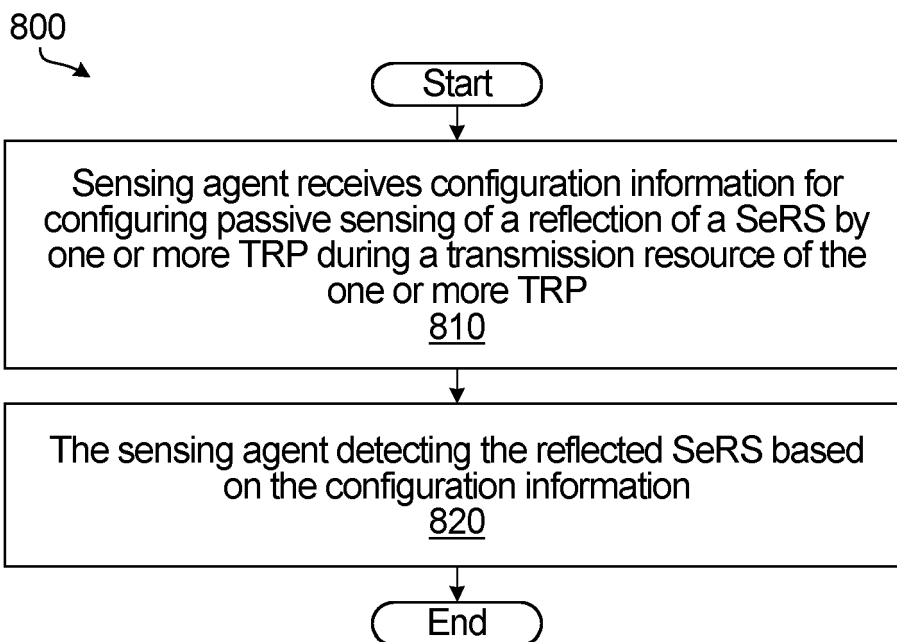 800
Start
Sensing agent receives configuration information for
configuring passive sensing of a reflection of a SeRS by
one or more TRP during a transmission resource of the
one or more TRP
810
The sensing agent detecting the reflected SeRS based
on the configuration information
820
End